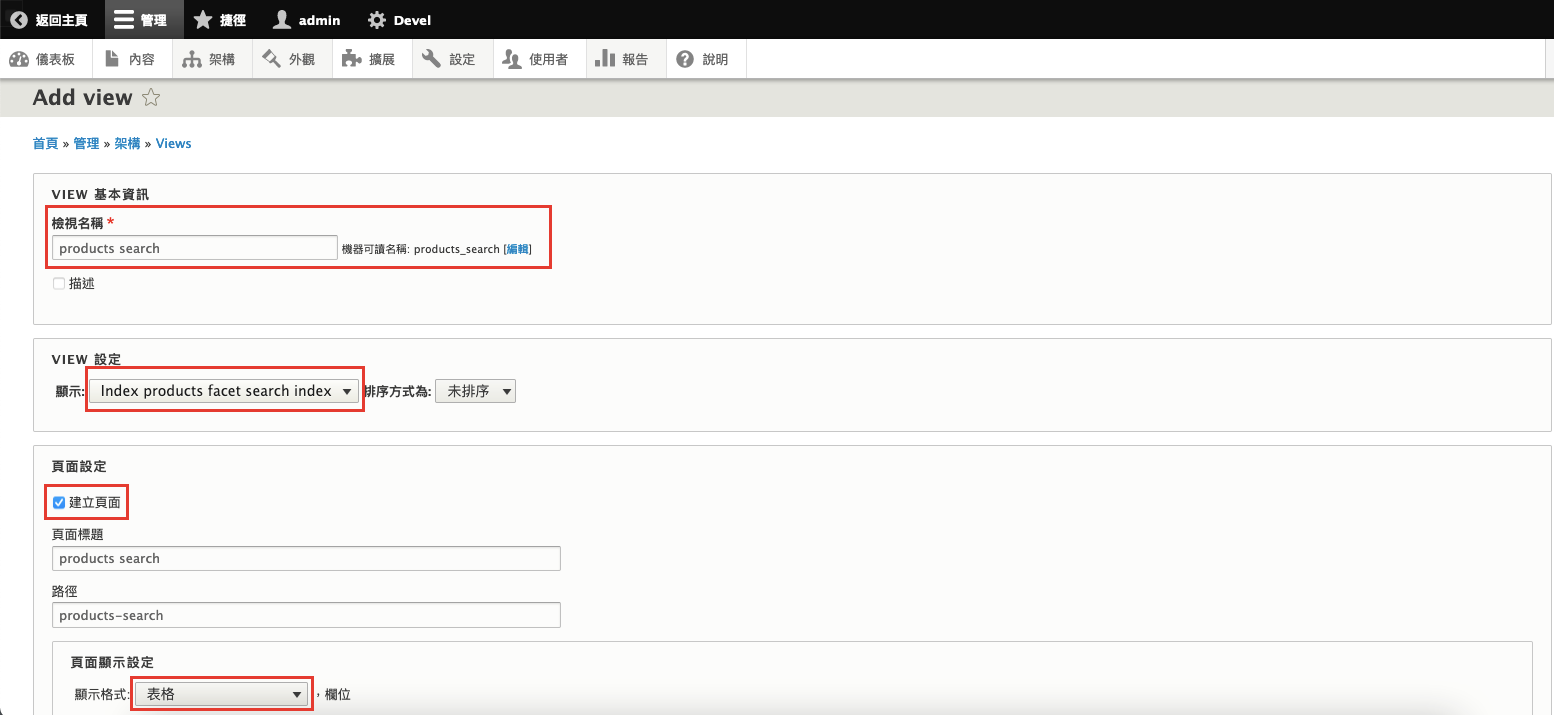 返回主頁 管理 捷徑 admin Devel
儀表板 內容 架構 外觀 擴展 設定 使用者 報告 說明
Add view
首頁 » 管理 » 架構 » Views
VIEW 基本資訊
檢視名稱 *
products search 機器可讀名稱: products_search [編輯]
描述
VIEW 設定
顯示: Index products facet search index 排序方式為: 未排序
頁面設定
建立頁面
頁面標題
products search
路徑
products-search
頁面顯示設定
顯示格式: 表格 ，欄位